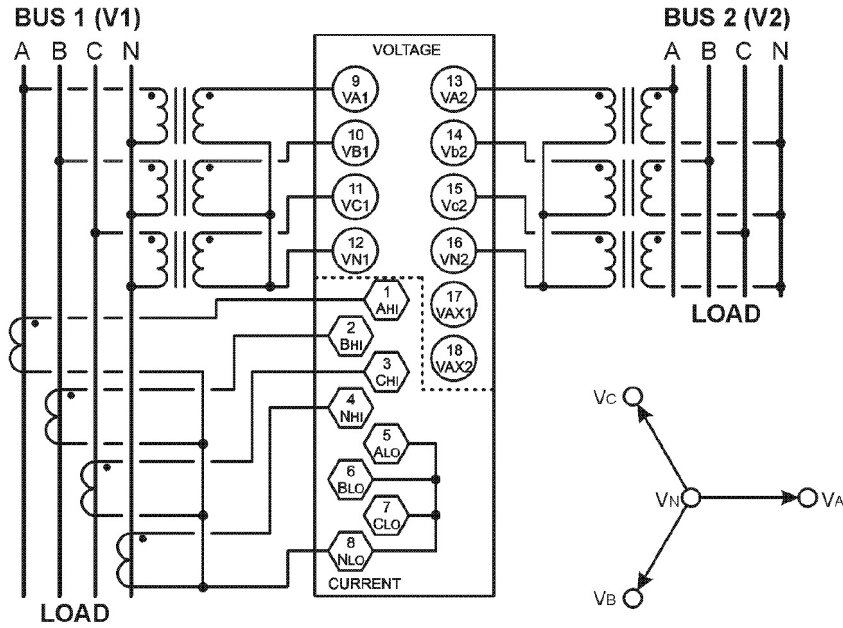 BUS 1 (V1)
BUS 2 (V2)
A B C N
VOLTAGE
A B C N
9
VA1
13
VA2
10
VB1
14
Vb2
11
VC1
15
Vc2
12
VN1
16
VN2
1
AHI
17
VAX1
LOAD
2
BHI
3
CHI
18
VAX2
4
NHI
VC
5
ALO
6
BLO
VN
VA
7
CLO
8
NLO
CURRENT
VB
LOAD